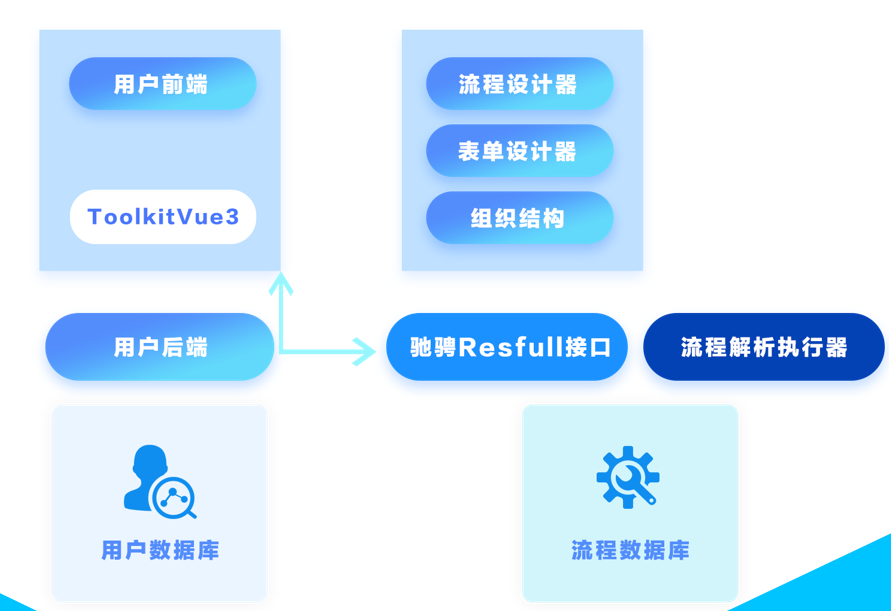 用户前端
ToolkitVue3
流程设计器
表单设计器
组织结构
用户后端
驰骋Resfull接口
流程解析执行器
用户数据库
流程数据库